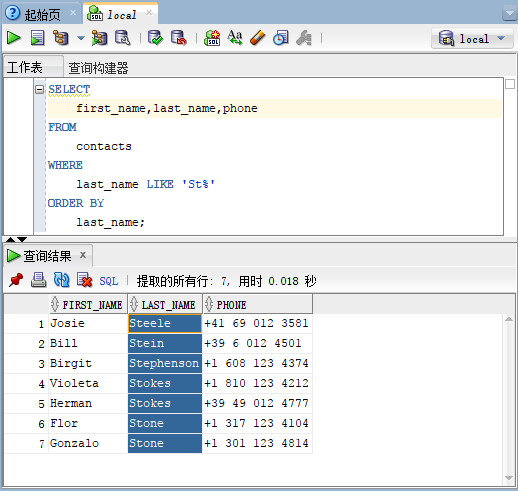 起始页 local
local
工作表 查询构建器
SELECT
first_name,last_name,phone
FROM
contacts
WHERE
last_name LIKE 'St%'
ORDER BY
last_name;
查询结果
SQL 提取的所有行: 7, 用时 0.018 秒
FIRST_NAME LAST_NAME PHONE
1 Josie Steele +41 69 012 3581
2 Bill Stein +39 6 012 4501
3 Birgit Stephenson +1 608 123 4374
4 Violeta Stokes +1 810 123 4212
5 Herman Stokes +39 49 012 4777
6 Flor Stone +1 317 123 4104
7 Gonzalo Stone +1 301 123 4814